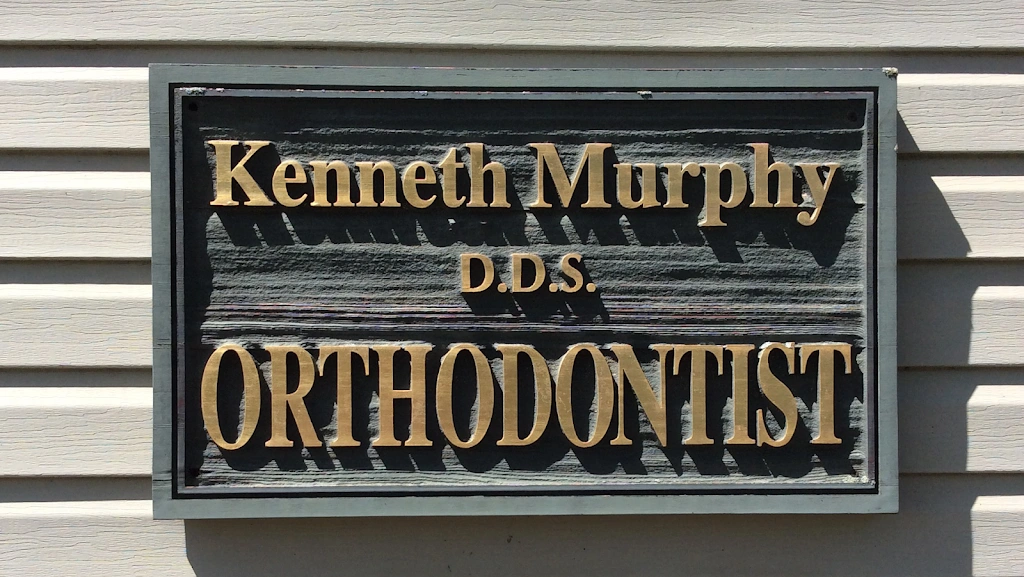 Kenneth Murphy
D.D.S.
ORTHODONTIST